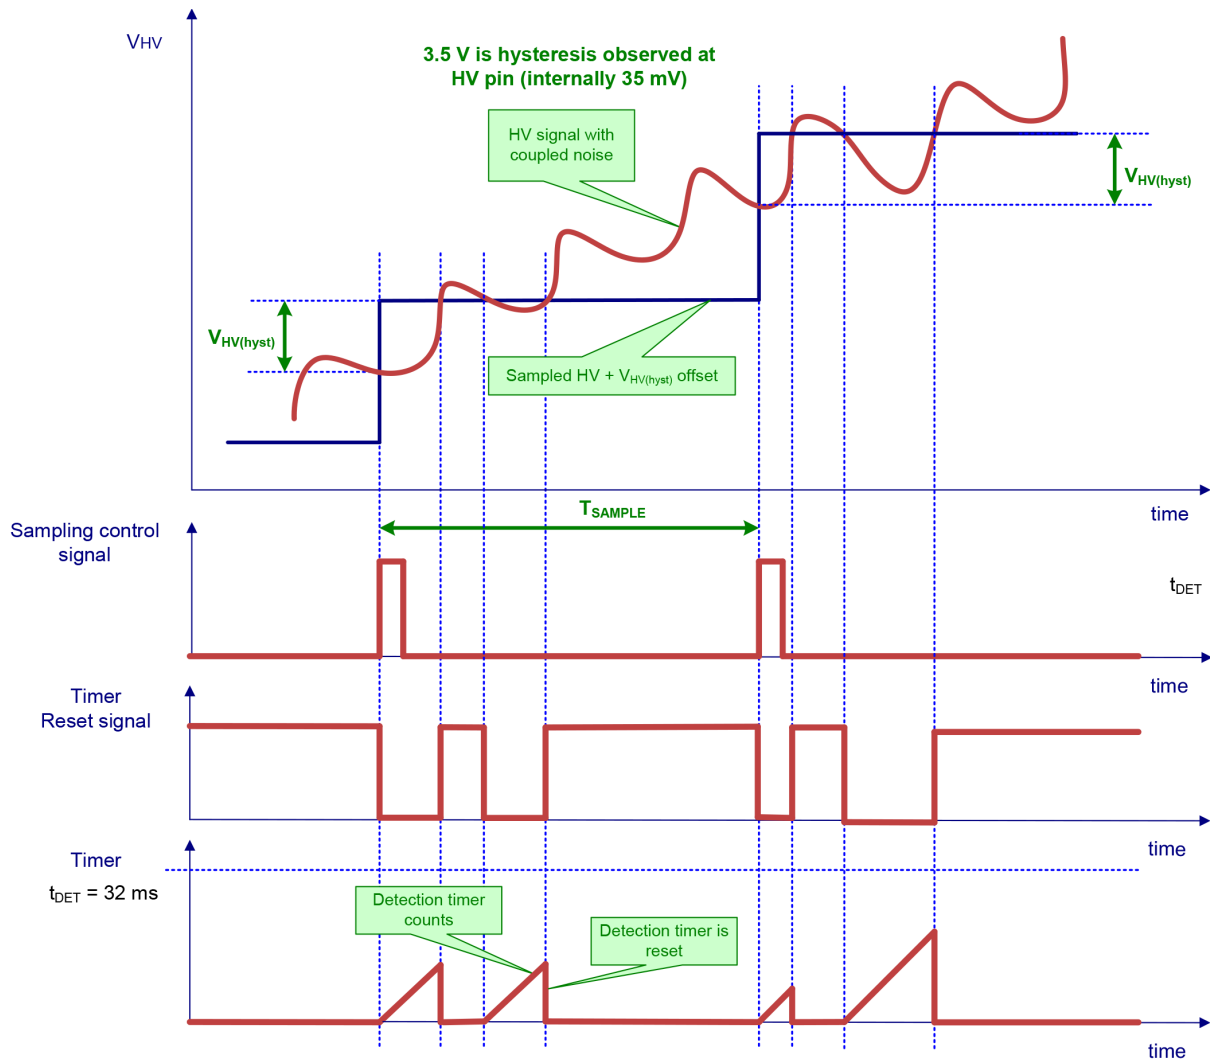 VHV
3.5 V is hysteresis observed at
HV pin (internally 35 mV)
HV signal with
coupled noise
VHV(hyst)
VHV(hyst)
Sampled HV + VHV(hyst) offset
time
TSAMPLE
Sampling control
signal
tDET
time
Timer
Reset signal
time
Timer
tDET = 32 ms
Detection timer
counts
Detection timer is
reset
time